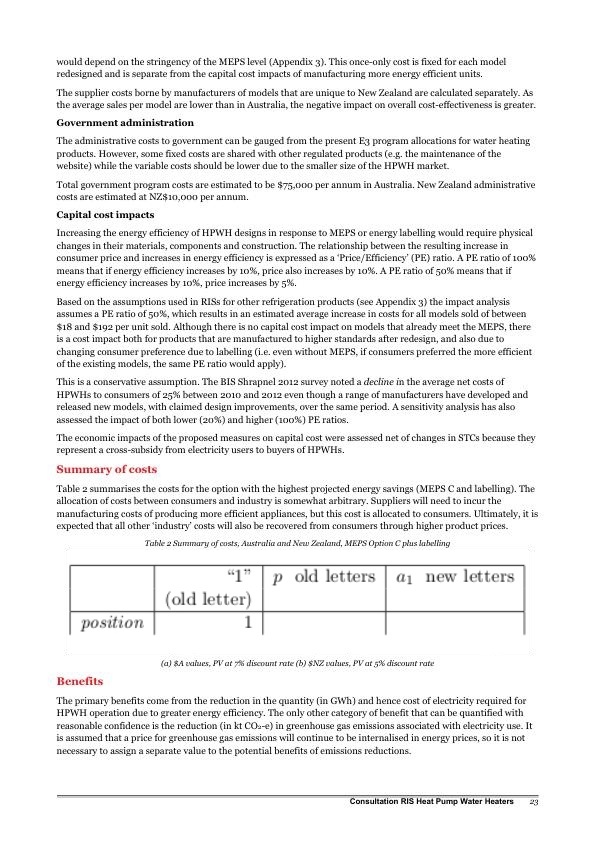 would depend on the stringency of the MEPS level (Appendix 3). This once-only cost is fixed for each model
redesigned and is separate from the capital cost impacts of manufacturing more energy efficient units.
The supplier costs borne by manufacturers of models that are unique to New Zealand are calculated separately. As
the average sales per model are lower than in Australia, the negative impact on overall cost-effectiveness is greater.
Government administration
The administrative costs to government can be gauged from the present E3 program allocations for water heating
products. However, some fixed costs are shared with other regulated products (e.g. the maintenance of the
website) while the variable costs should be lower due to the smaller size of the HPWH market.
Total government program costs are estimated to be $75,000 per annum in Australia. New Zealand administrative
costs are estimated at NZ$10,000 per annum.
Capital cost impacts
Increasing the energy efficiency of HPWH designs in response to MEPS or energy labelling would require physical
changes in their materials, components and construction. The relationship between the resulting increase in
consumer price and increases in energy efficiency is expressed as a ‘Price/Efficiency’ (PE) ratio. A PE ratio of 100%
means that if energy efficiency increases by 10%, price also increases by 10%. A PE ratio of 50% means that if
energy efficiency increases by 10%, price increases by 5%.
Based on the assumptions used in RISs for other refrigeration products (see Appendix 3) the impact analysis
assumes a PE ratio of 50%, which results in an estimated average increase in costs for all models sold of between
$18 and $192 per unit sold. Although there is no capital cost impact on models that already meet the MEPS, there
is a cost impact both for products that are manufactured to higher standards after redesign, and also due to
changing consumer preference due to labelling (i.e. even without MEPS, if consumers preferred the more efficient
of the existing models, the same PE ratio would apply).
This is a conservative assumption. The BIS Shrapnel 2012 survey noted a decline in the average net costs of
HPWHs to consumers of 25% between 2010 and 2012 even though a range of manufacturers have developed and
released new models, with claimed design improvements, over the same period. A sensitivity analysis has also
assessed the impact of both lower (20%) and higher (100%) PE ratios.
The economic impacts of the proposed measures on capital cost were assessed net of changes in STCs because they
represent a cross-subsidy from electricity users to buyers of HPWHs.
Summary of costs
Table 2 summarises the costs for the option with the highest projected energy savings (MEPS C and labelling). The
allocation of costs between consumers and industry is somewhat arbitrary. Suppliers will need to incur the
manufacturing costs of producing more efficient appliances, but this cost is allocated to consumers. Ultimately, it is
expected that all other ‘industry’ costs will also be recovered from consumers through higher product prices.
Table 2 Summary of costs, Australia and New Zealand, MEPS Option C plus labelling
“1” p old letters a₁ new letters
(old letter)
position 1
(a) $A values, PV at 7% discount rate (b) $NZ values, PV at 5% discount rate
Benefits
The primary benefits come from the reduction in the quantity (in GWh) and hence cost of electricity required for
HPWH operation due to greater energy efficiency. The only other category of benefit that can be quantified with
reasonable confidence is the reduction (in kt CO₂-e) in greenhouse gas emissions associated with electricity use. It
is assumed that a price for greenhouse gas emissions will continue to be internalised in energy prices, so it is not
necessary to assign a separate value to the potential benefits of emissions reductions.
Consultation RIS Heat Pump Water Heaters 23